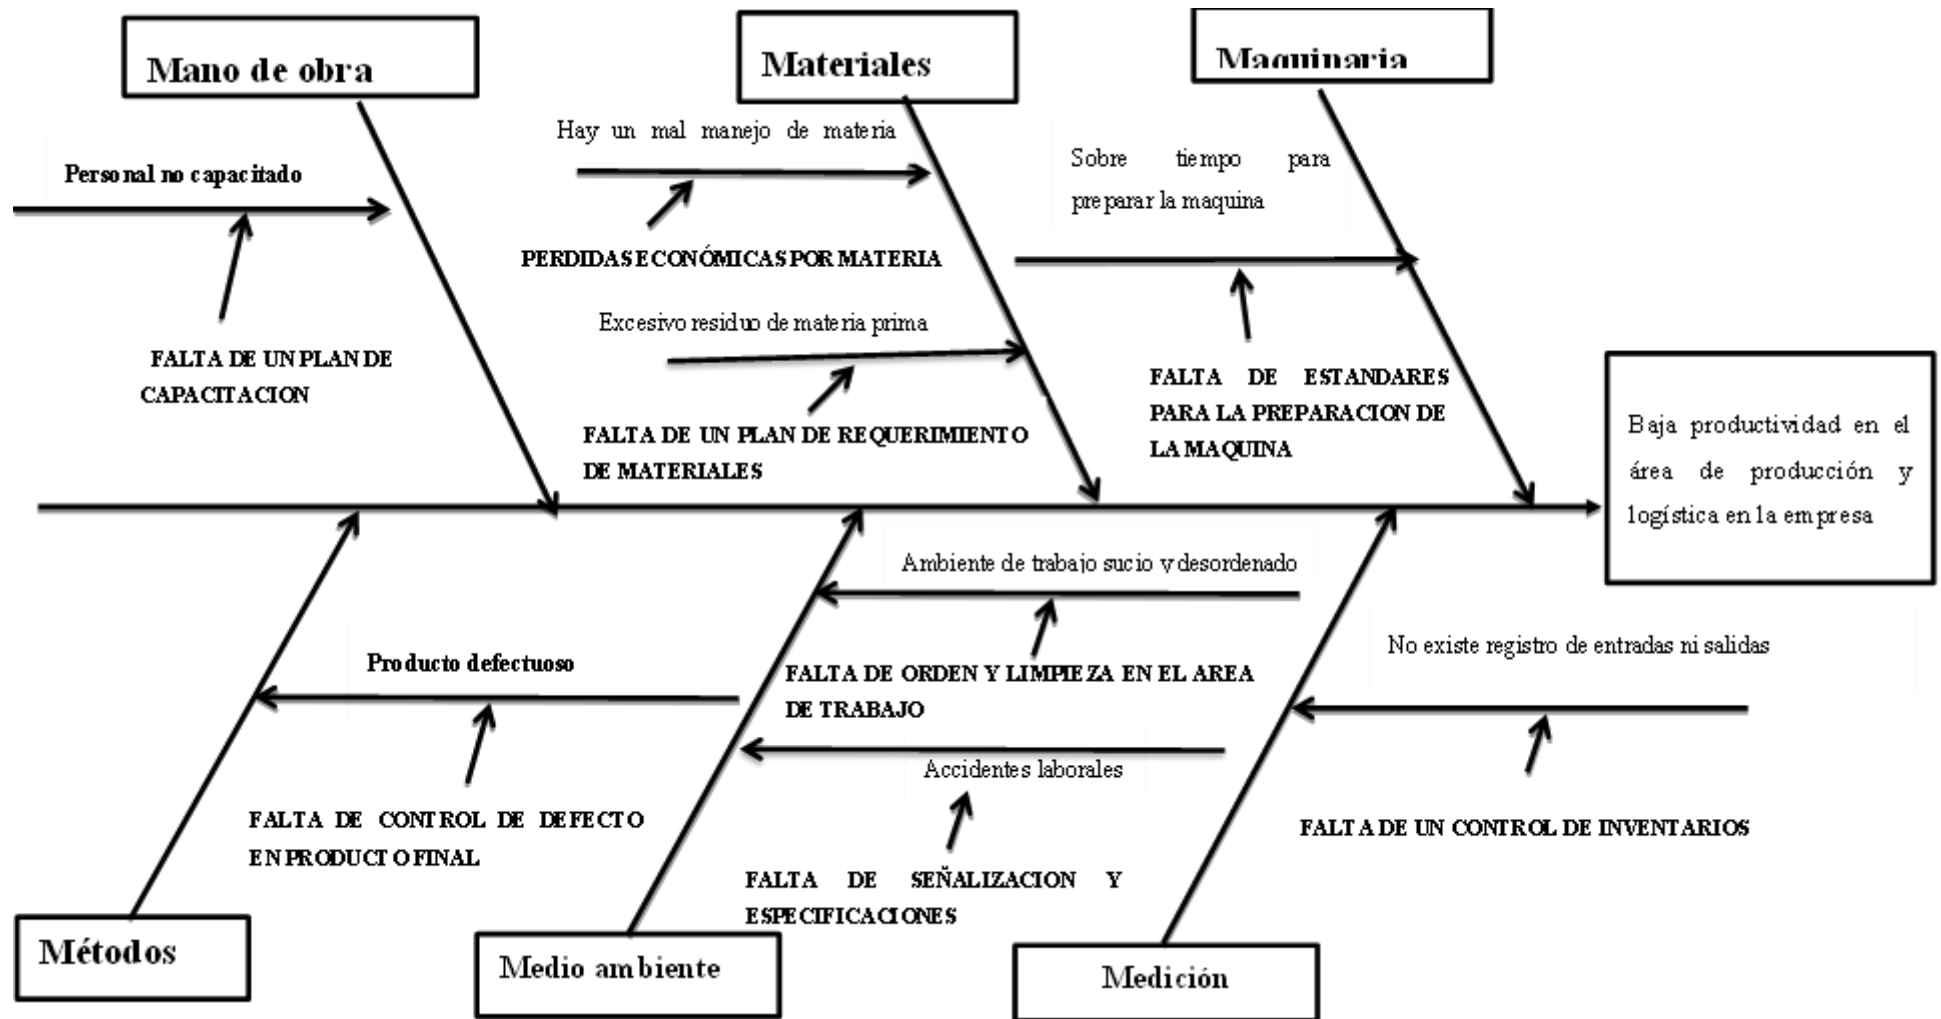 Mano de obra
Materiales
Maquinaria
Personal no capacitado
FALTA DE UN PLAN DE
CAPACITACION
Hay un mal manejo de materia
PERDIDAS ECONÓMICAS POR MATERIA
Excesivo residuo de materia prima
FALTA DE UN PLAN DE REQUERIMIENTO
DE MATERIALES
Sobre tiempo para
preparar la maquina
FALTA DE ESTANDARES
PARA LA PREPARACION DE
LA MAQUINA
Baja productividad en el
área de producción y
logística en la empresa
Producto defectuoso
FALTA DE CONTROL DE DEFECTO
EN PRODUCTO FINAL
Ambiente de trabajo sucio y desordenado
FALTA DE ORDEN Y LIMPIEZA EN EL AREA
DE TRABAJO
Accidentes laborales
FALTA DE SEÑALIZACION Y
ESPECIFICACIONES
No existe registro de entradas ni salidas
FALTA DE UN CONTROL DE INVENTARIOS
Métodos
Medio ambiente
Medición